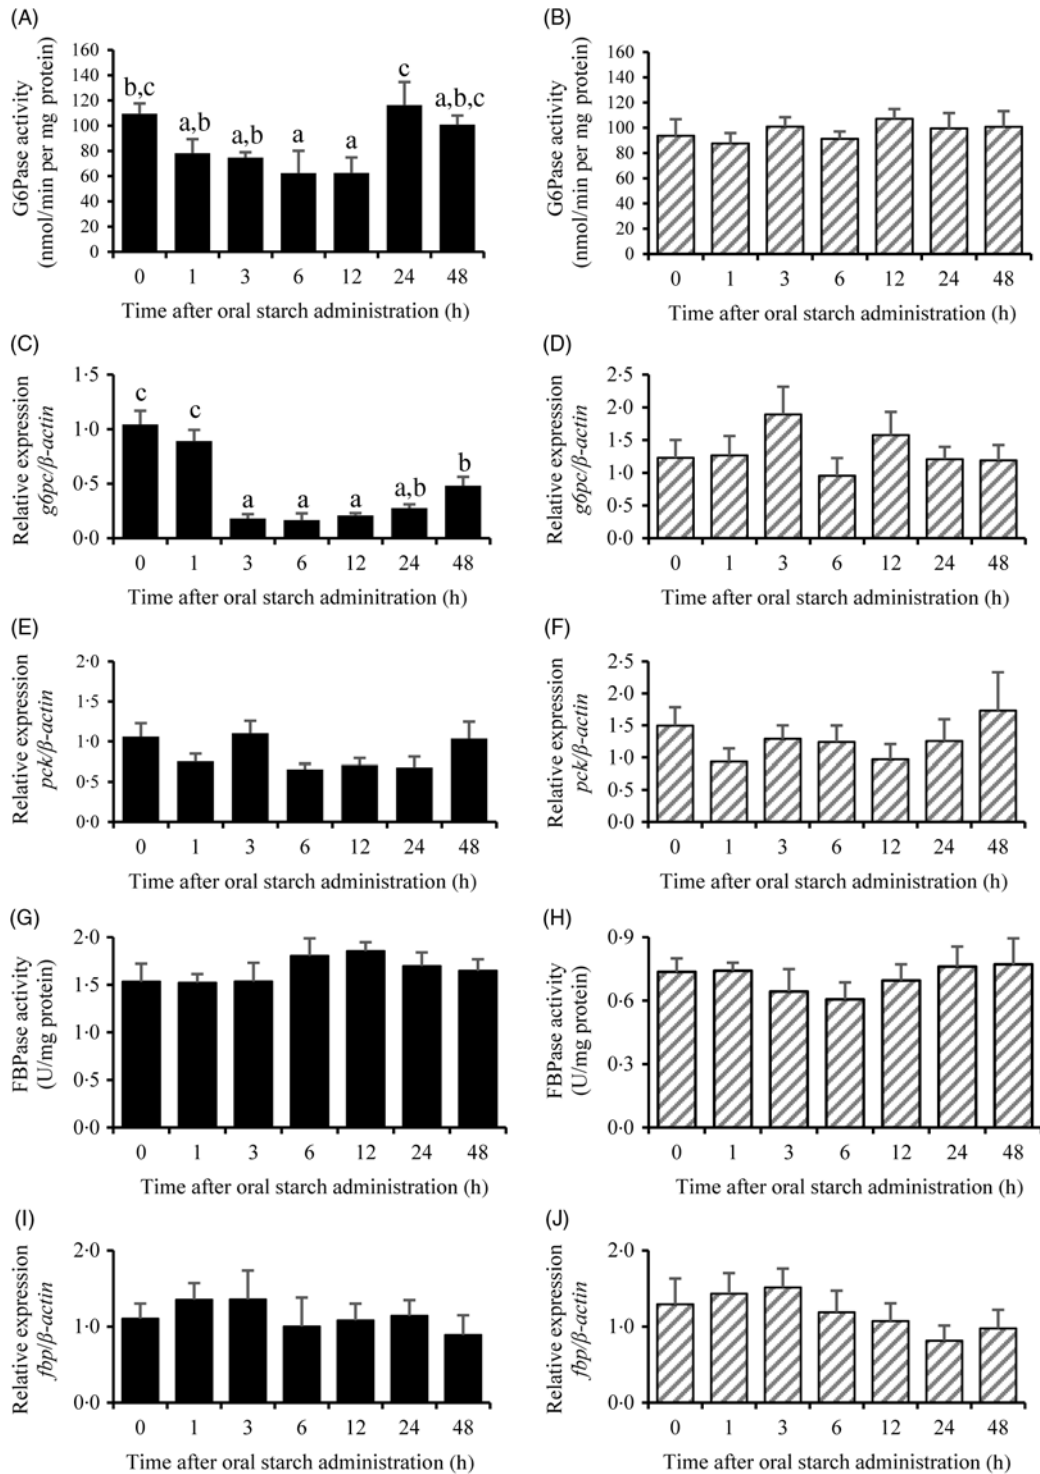 (A)
G6Pase activity
(nmol/min per mg protein)
160
140
120
100
80
60
40
20
0
b,c
a,b
a,b
a
a
c
a,b,c
0 1 3 6 12 24 48
Time after oral starch administration (h)
(B)
G6Pase activity
(nmol/min per mg protein)
160
140
120
100
80
60
40
20
0
0 1 3 6 12 24 48
Time after oral starch administration (h)
(C)
Relative expression
g6pc/β-actin
1·5
1·0
0·5
0·0
c
c
a
a
a
a,b
b
0 1 3 6 12 24 48
Time after oral starch adminitration (h)
(D)
Relative expression
g6pc/β-actin
2·5
2·0
1·5
1·0
0·5
0·0
0 1 3 6 12 24 48
Time after oral starch administration (h)
(E)
Relative expression
pck/β-actin
2·0
1·5
1·0
0·5
0·0
0 1 3 6 12 24 48
Time after oral starch administration (h)
(F)
Relative expression
pck/β-actin
2·5
2·0
1·5
1·0
0·5
0·0
0 1 3 6 12 24 48
Time after oral starch administration (h)
(G)
FBPase activity
(U/mg protein)
2·0
1·5
1·0
0·5
0·0
0 1 3 6 12 24 48
Time after oral starch administration (h)
(H)
FBPase activity
(U/mg protein)
0·9
0·6
0·3
0·0
0 1 3 6 12 24 48
Time after oral starch administration (h)
(I)
Relative expression
fbp/β-actin
2·0
1·0
0·0
0 1 3 6 12 24 48
Time after oral starch administration (h)
(J)
Relative expression
fbp/β-actin
2·0
1·0
0·0
0 1 3 6 12 24 48
Time after oral starch administration (h)